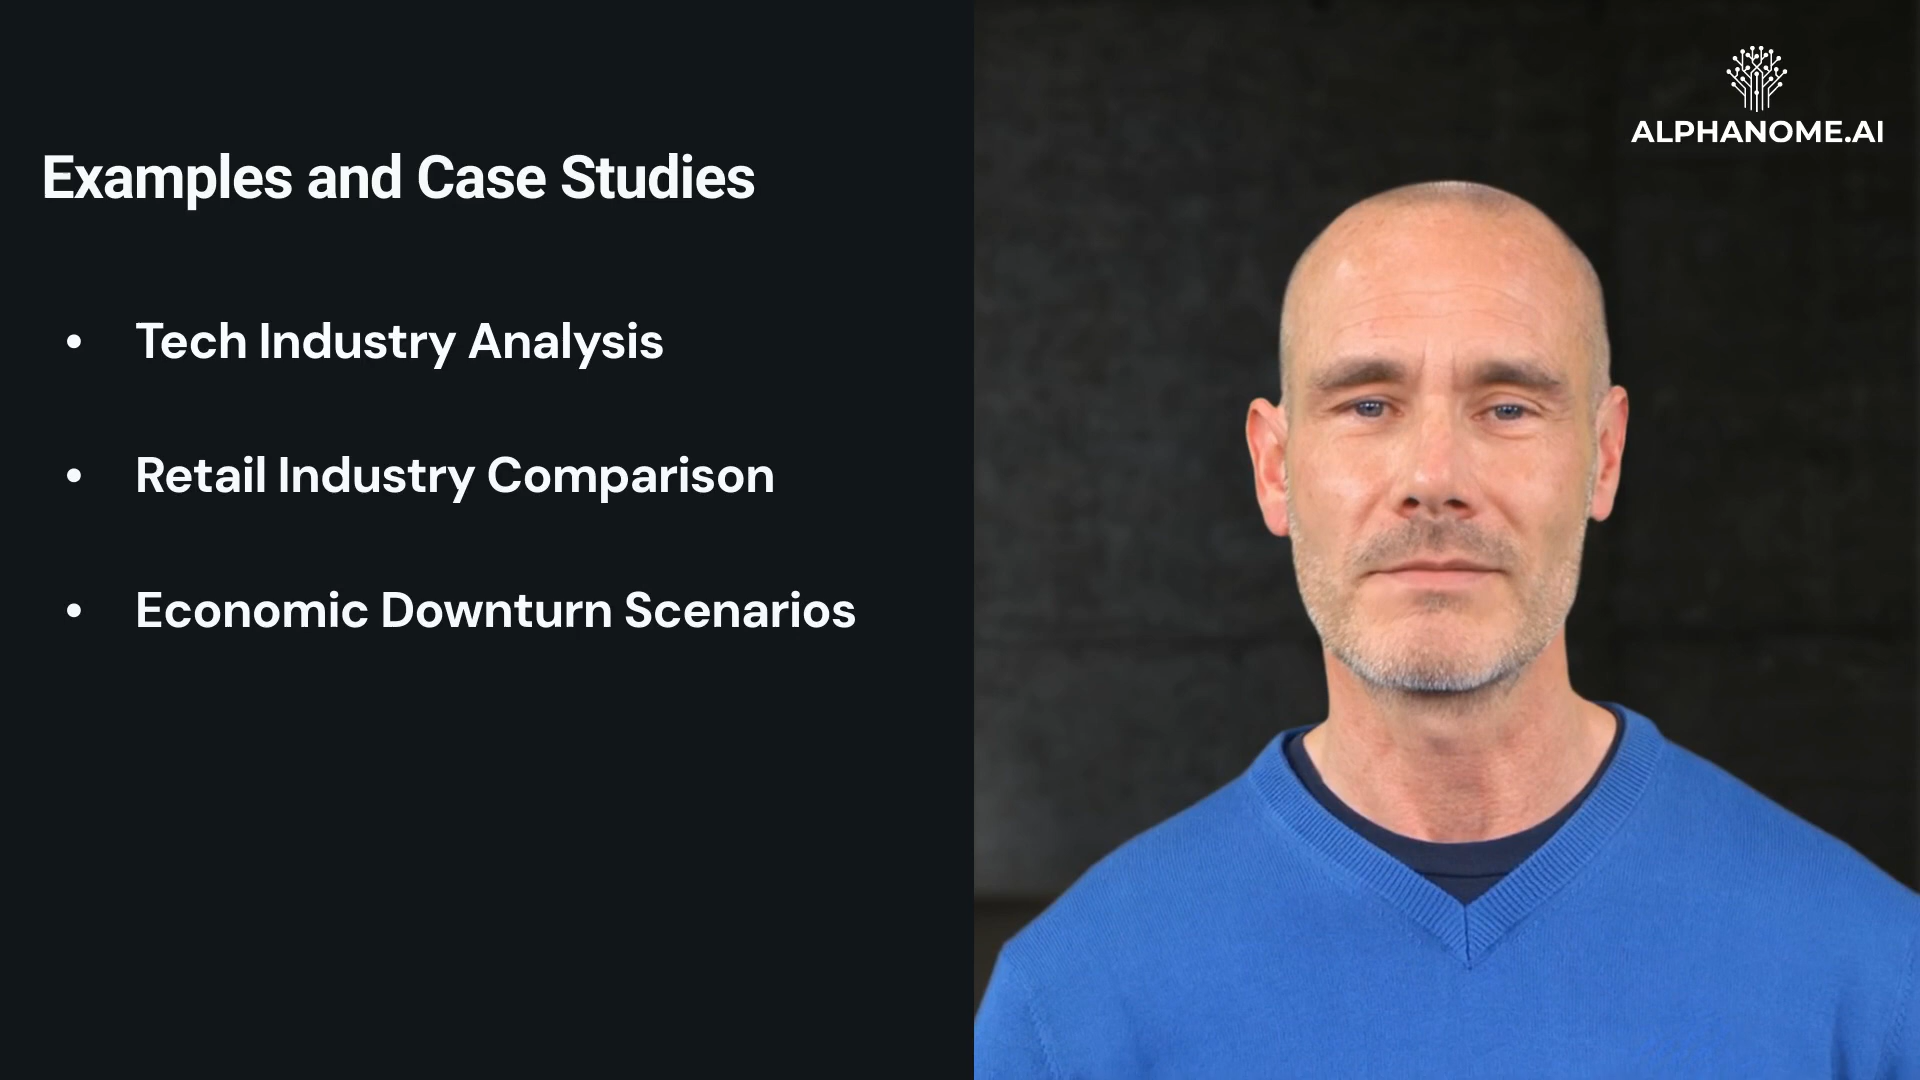 ALPHANOME.AI
Examples and Case Studies
• Tech Industry Analysis
• Retail Industry Comparison
• Economic Downturn Scenarios